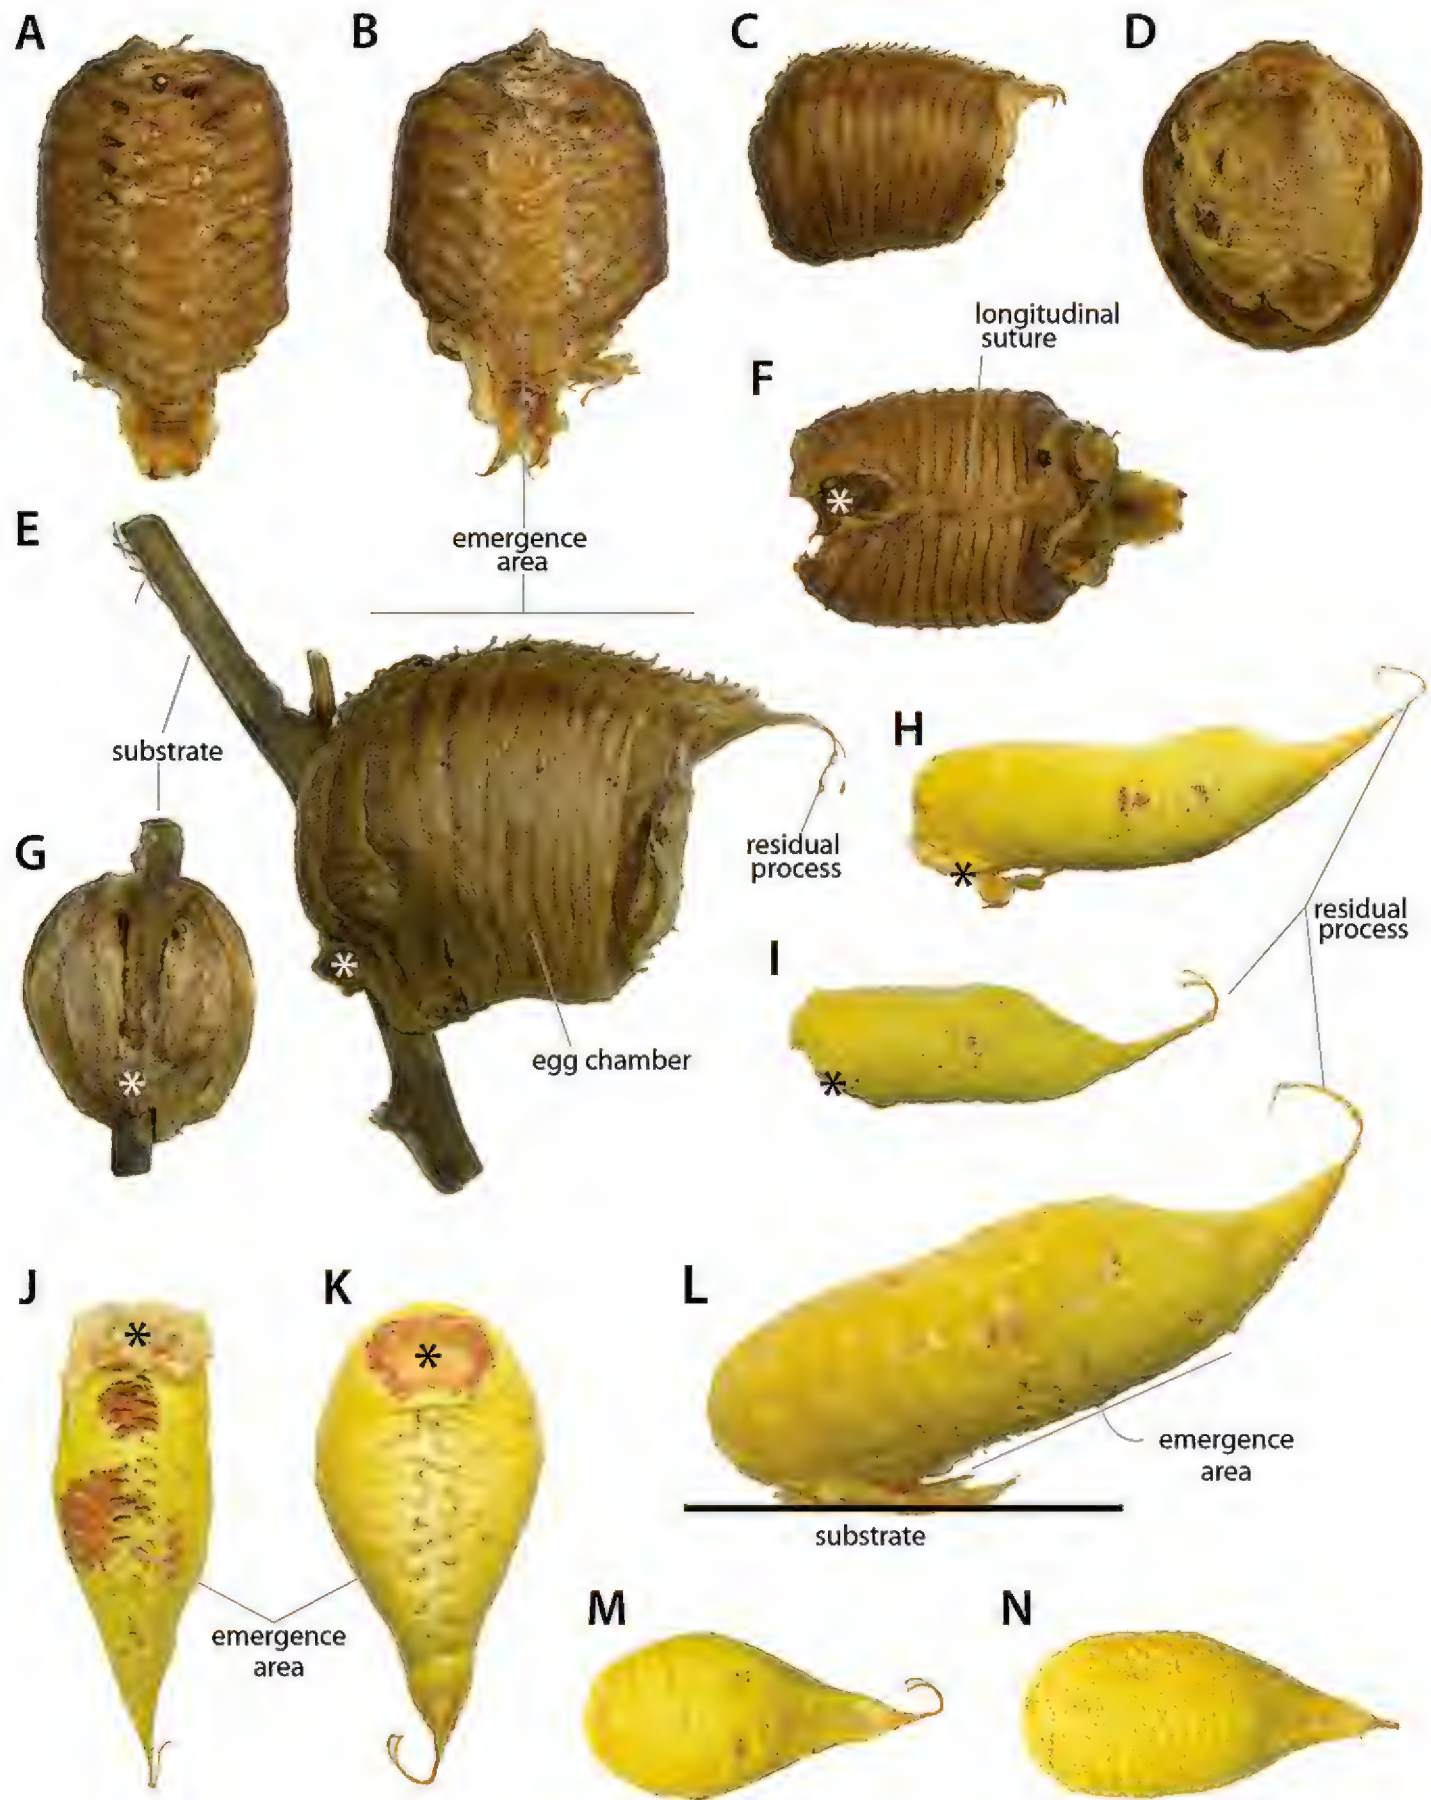 A
B
C
D
longitudinal
suture
F
*
emergence
area
E
H
substrate
residual
process
*
residual
process
G
*
I
*
egg chamber
*
J
K
L
*
*
emergence
area
substrate
M
N
emergence
area